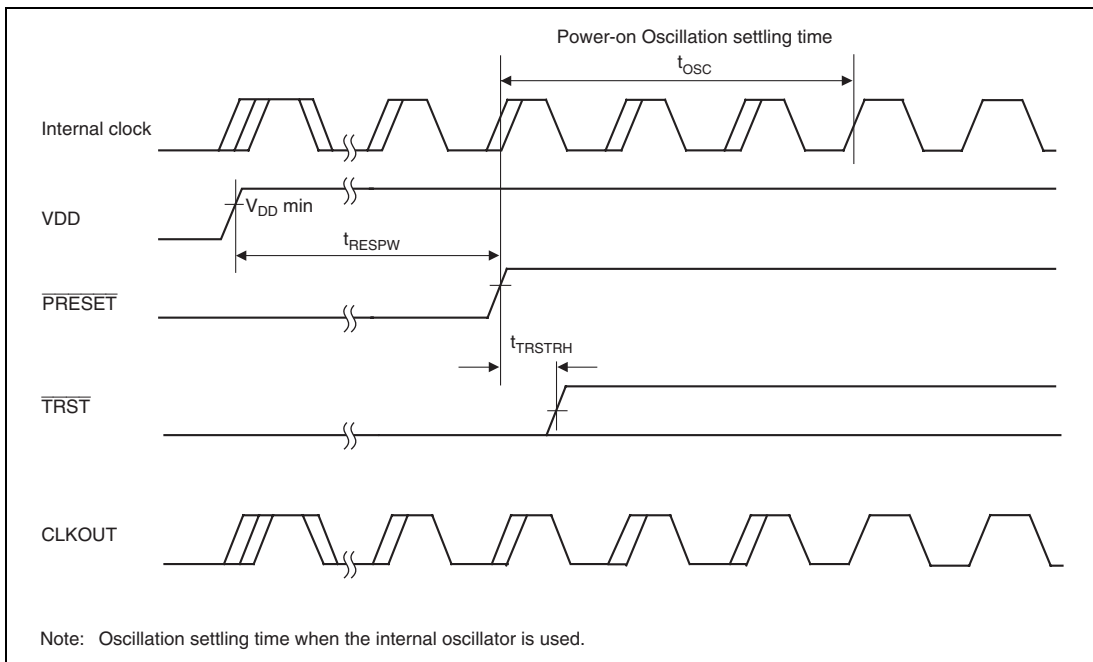 Power-on Oscillation settling time
tOSC
Internal clock
VDD
VDD min
tRESPW
PRESET
tTRSTRH
TRST
CLKOUT
Note: Oscillation settling time when the internal oscillator is used.